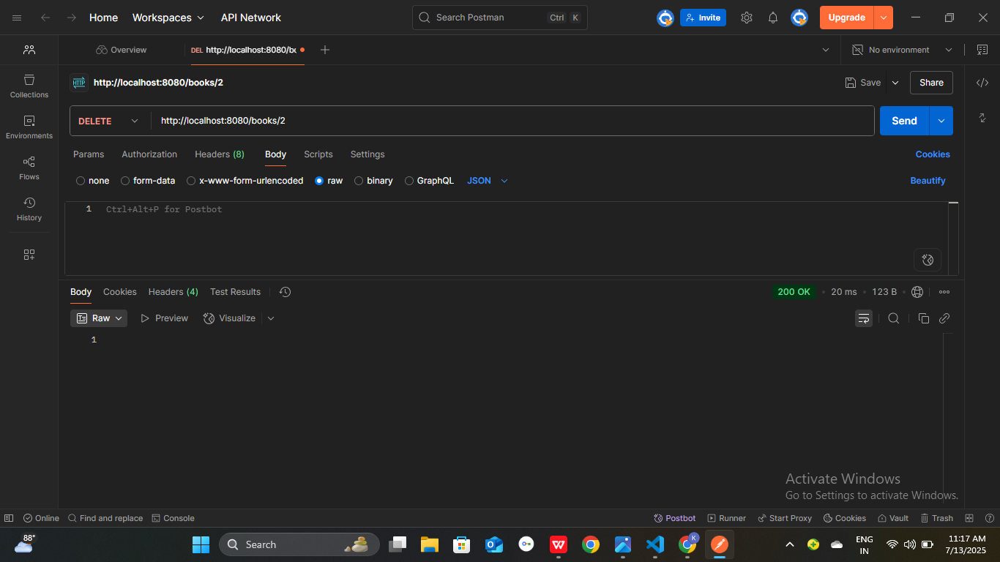 Home Workspaces API Network Search Postman Ctrl K Invite Upgrade
Overview DEL http://localhost:8080/bo No environment
HTTP http://localhost:8080/books/2 Save Share
Collections
DELETE http://localhost:8080/books/2 Send
Environments
Params Authorization Headers (8) Body Scripts Settings Cookies
Flows
none form-data x-www-form-urlencoded raw binary GraphQL JSON Beautify
History
1 Ctrl+Alt+P for Postbot
Body Cookies Headers (4) Test Results 200 OK • 20 ms • 123 B
Raw Preview Visualize
1
Activate Windows
Go to Settings to activate Windows.
Online Find and replace Console Postbot Runner Start Proxy Cookies Vault Trash
88° Search K ENG 11:17 AM
IN 7/13/2025